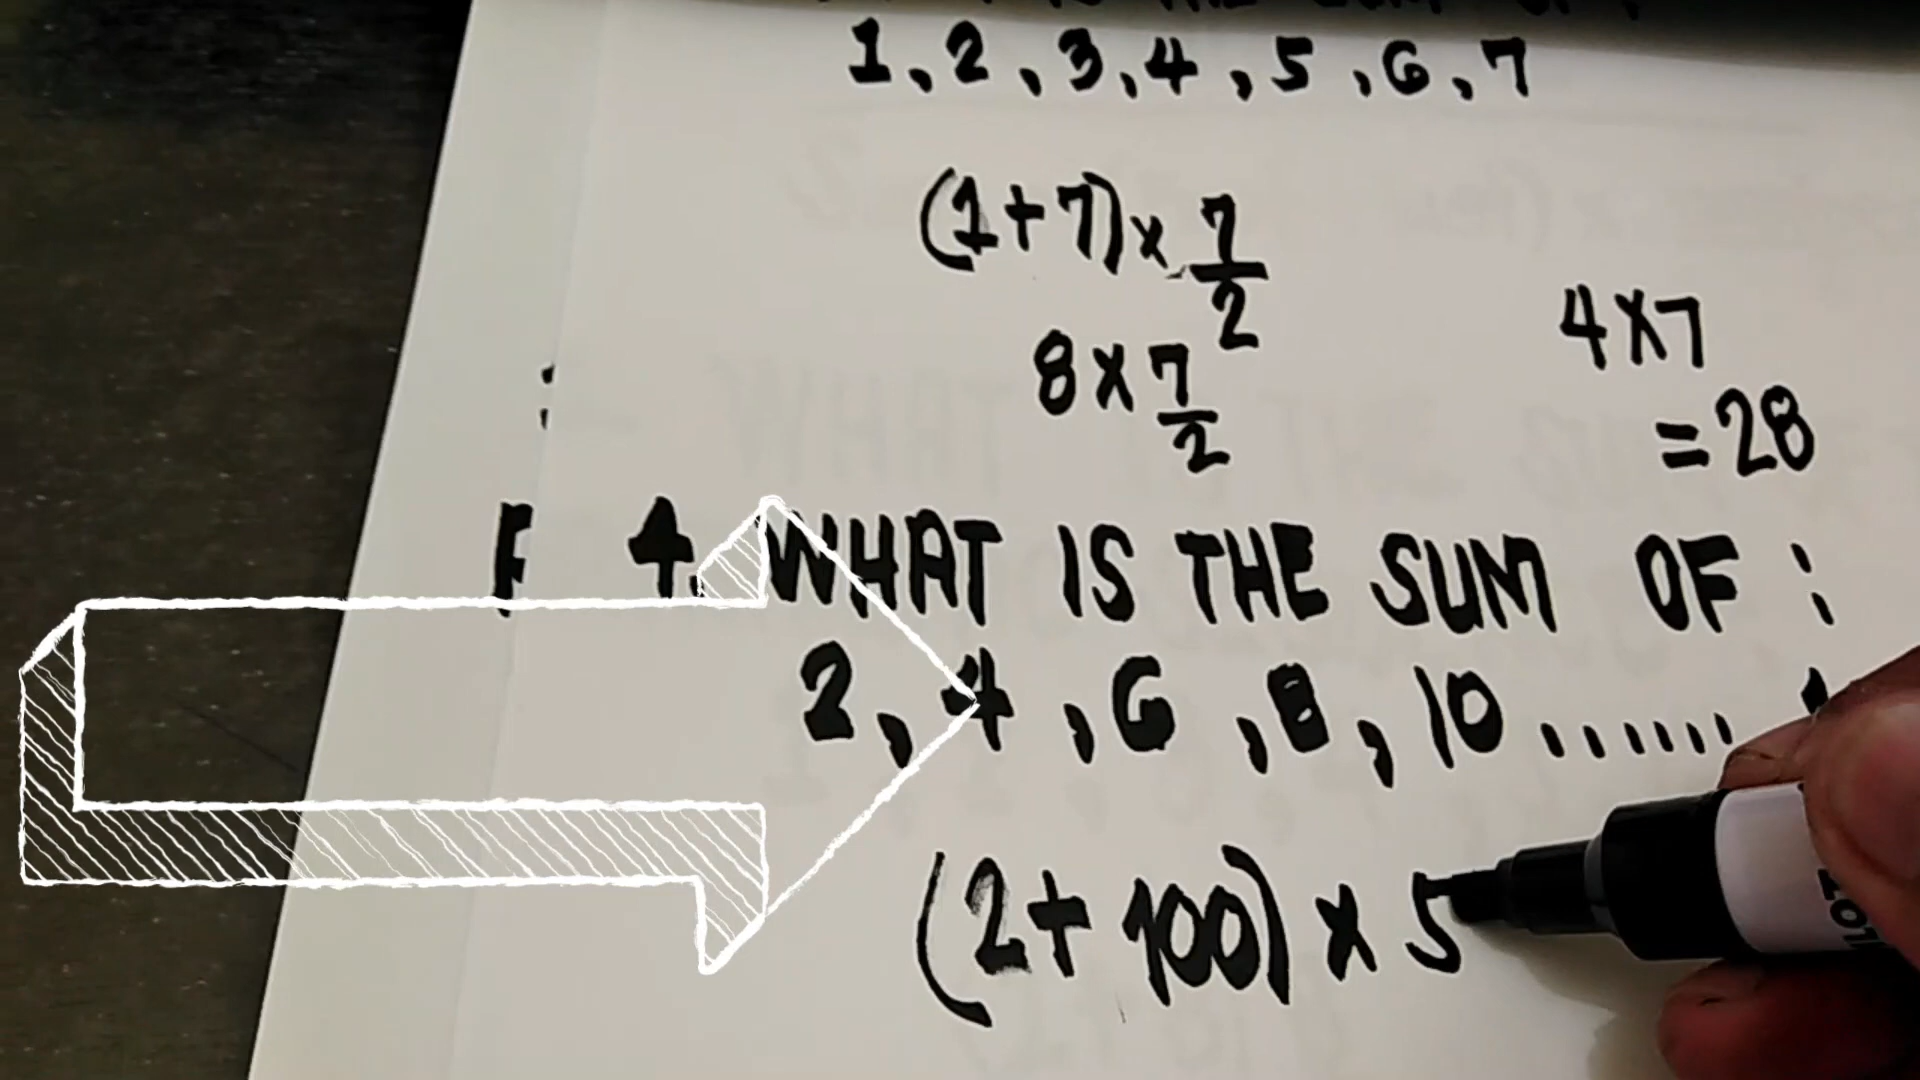 1, 2, 3, 4, 5, 6, 7
(1+7) x 7/2
8 x 7/2
4x7
=28
4. WHAT IS THE SUM OF :
2, 4, 6, 8, 10 ......
(2+100) x 5